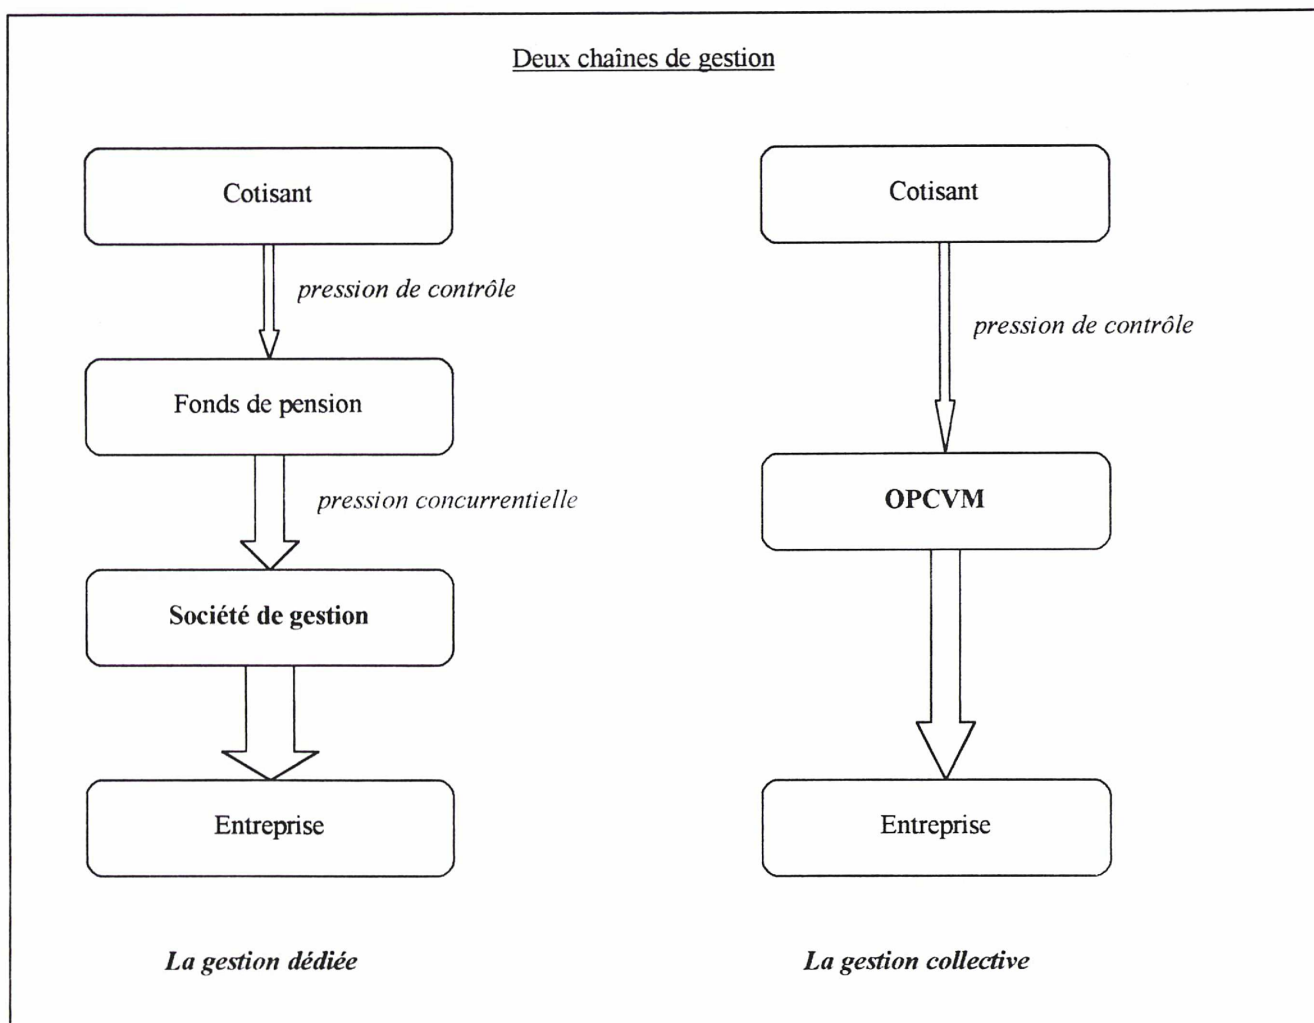 Deux chaînes de gestion
Cotisant
pression de contrôle
Fonds de pension
pression concurrentielle
Société de gestion
Entreprise
La gestion dédiée
Cotisant
pression de contrôle
OPCVM
Entreprise
La gestion collective